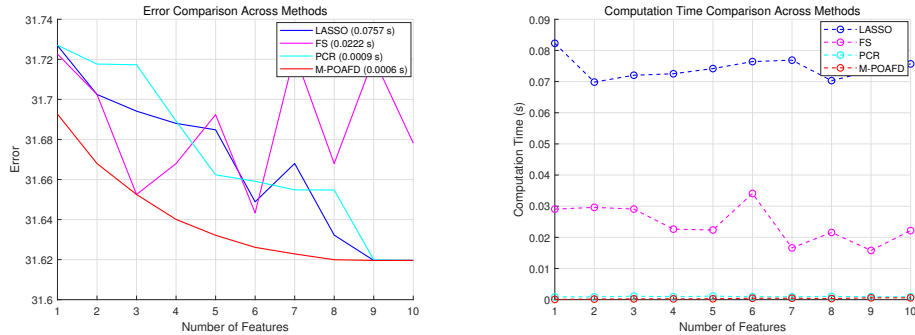 Error Comparison Across Methods
31.74
31.72
31.7
31.68
31.66
31.64
31.62
31.6
Error
LASSO (0.0757 s)
FS (0.0222 s)
PCR (0.0009 s)
M-POAFD (0.0006 s)
1 2 3 4 5 6 7 8 9 10
Number of Features
Computation Time Comparison Across Methods
0.09
0.08
0.07
0.06
0.05
0.04
0.03
0.02
0.01
0
Computation Time (s)
LASSO
FS
PCR
M-POAFD
1 2 3 4 5 6 7 8 9 10
Number of Features